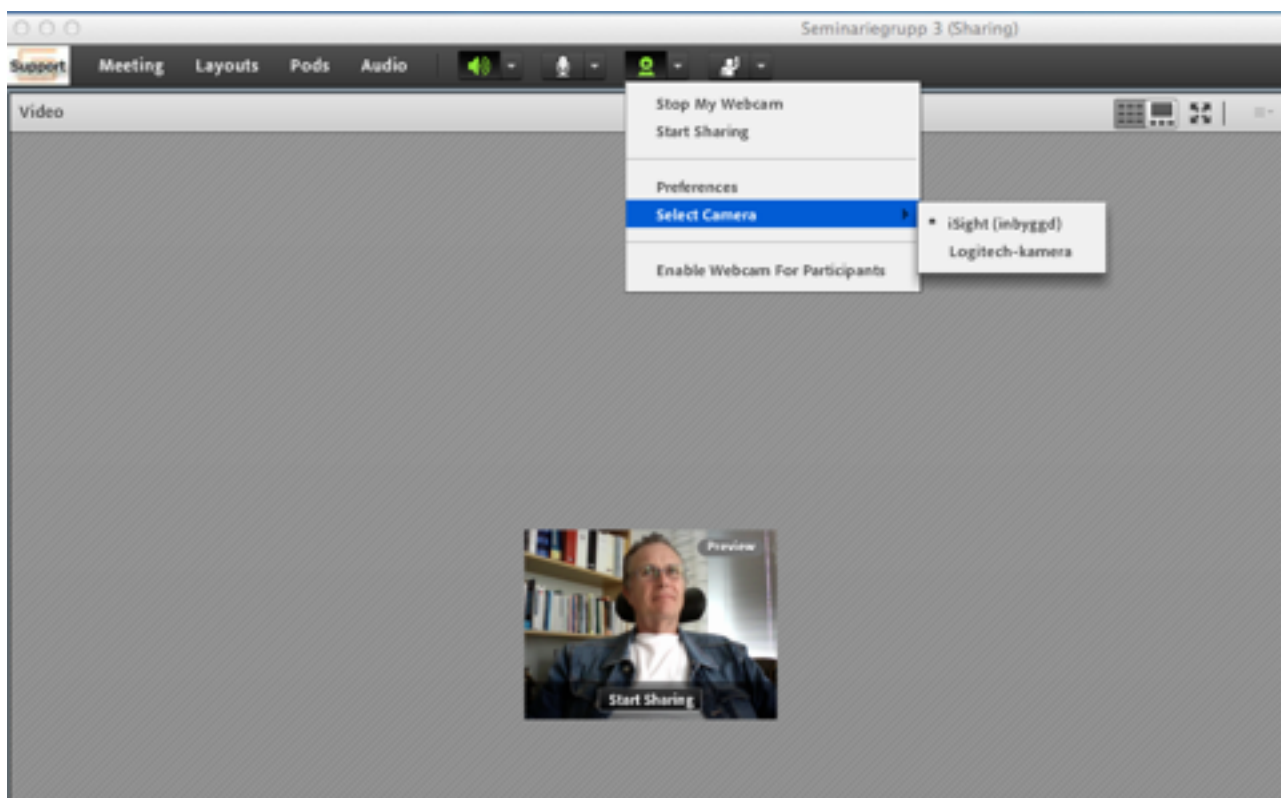 Seminariegrupp 3 (Sharing)
Support Meeting Layouts Pods Audio
Video
Stop My Webcam
Start Sharing
Preferences
Select Camera
iSight (inbyggd)
Logitech-kamera
Enable Webcam For Participants
Preview
Start Sharing